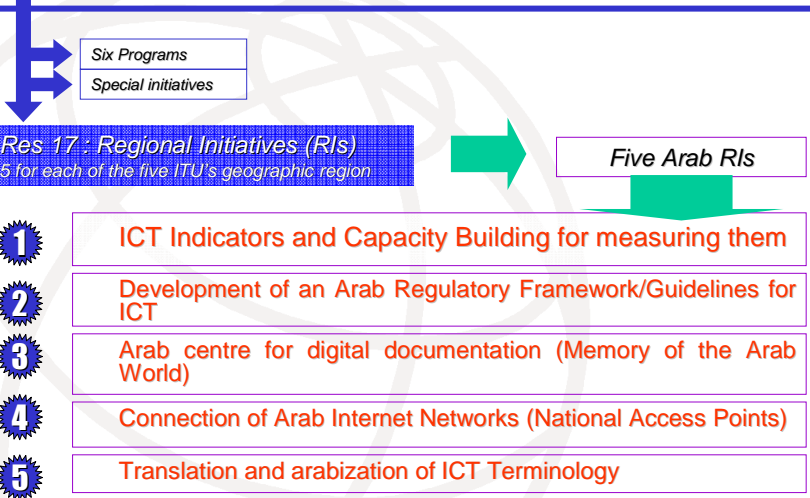 Six Programs
Special initiatives
Res 17 : Regional Initiatives (RIs)
5 for each of the five ITU's geographic region
Five Arab RIs
1 ICT Indicators and Capacity Building for measuring them
2 Development of an Arab Regulatory Framework/Guidelines for
ICT
3 Arab centre for digital documentation (Memory of the Arab
World)
4 Connection of Arab Internet Networks (National Access Points)
5 Translation and arabization of ICT Terminology